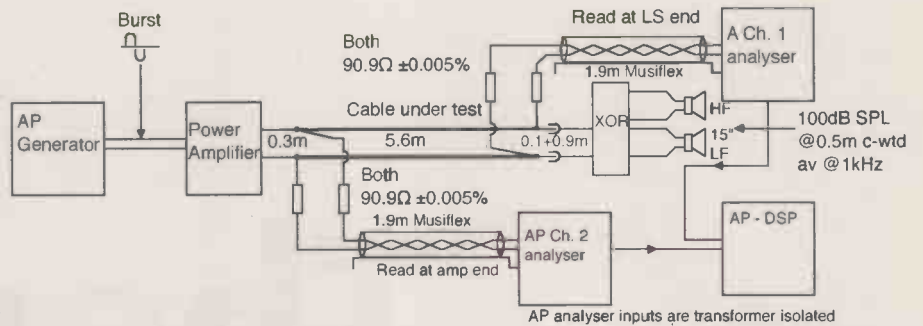 Burst
Both
90.9Ω ±0.005%
Read at LS end
A Ch. 1
analyser
1.9m Musiflex
AP
Generator
Power
Amplifier
0.3m
Cable under test
5.6m
0.1+0.9m
XOR
HF
15"
LF
100dB SPL
@0.5m c-wtd
av @1kHz
Both
90.9Ω ±0.005%
1.9m Musiflex
Read at amp end
AP Ch. 2
analyser
AP - DSP
AP analyser inputs are transformer isolated